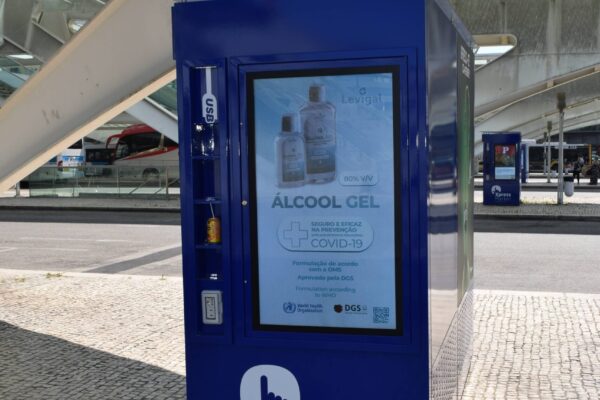 USB
Levigal
80% V/V
ÁLCOOL GEL
SEGURO E EFICAZ
NA PREVENÇÃO
COVID-19
Formulação de acordo
com a OMS
Aprovado pela DGS
Formulation according
to WHO
World Health
Organization
DGS
P